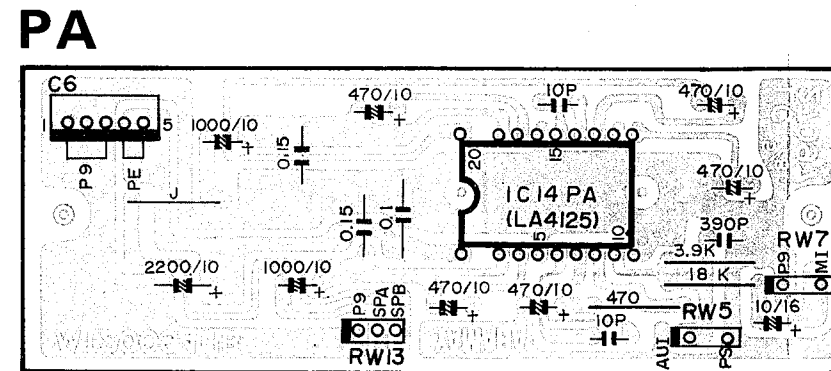 PA
C6
1
5
P9
PE
1000/10
0.15
470/10
10P
470/10
20
15
IC14 PA
(LA4125)
5
10
470/10
390P
J
0.15
0.1
3.9K
18K
RW7
P9
MI
2200/10
1000/10
470/10
470/10
470
10P
10/16
P9
SPA
SPB
RW13
RW5
AUI
PS